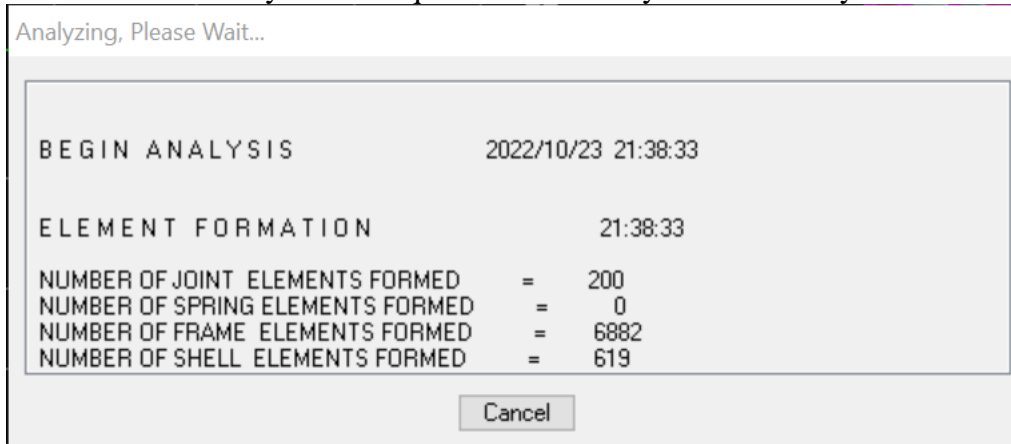 Analyzing, Please Wait...
BEGIN ANALYSIS 2022/10/23 21:38:33
ELEMENT FORMATION 21:38:33
NUMBER OF JOINT ELEMENTS FORMED = 200
NUMBER OF SPRING ELEMENTS FORMED = 0
NUMBER OF FRAME ELEMENTS FORMED = 6882
NUMBER OF SHELL ELEMENTS FORMED = 619
Cancel